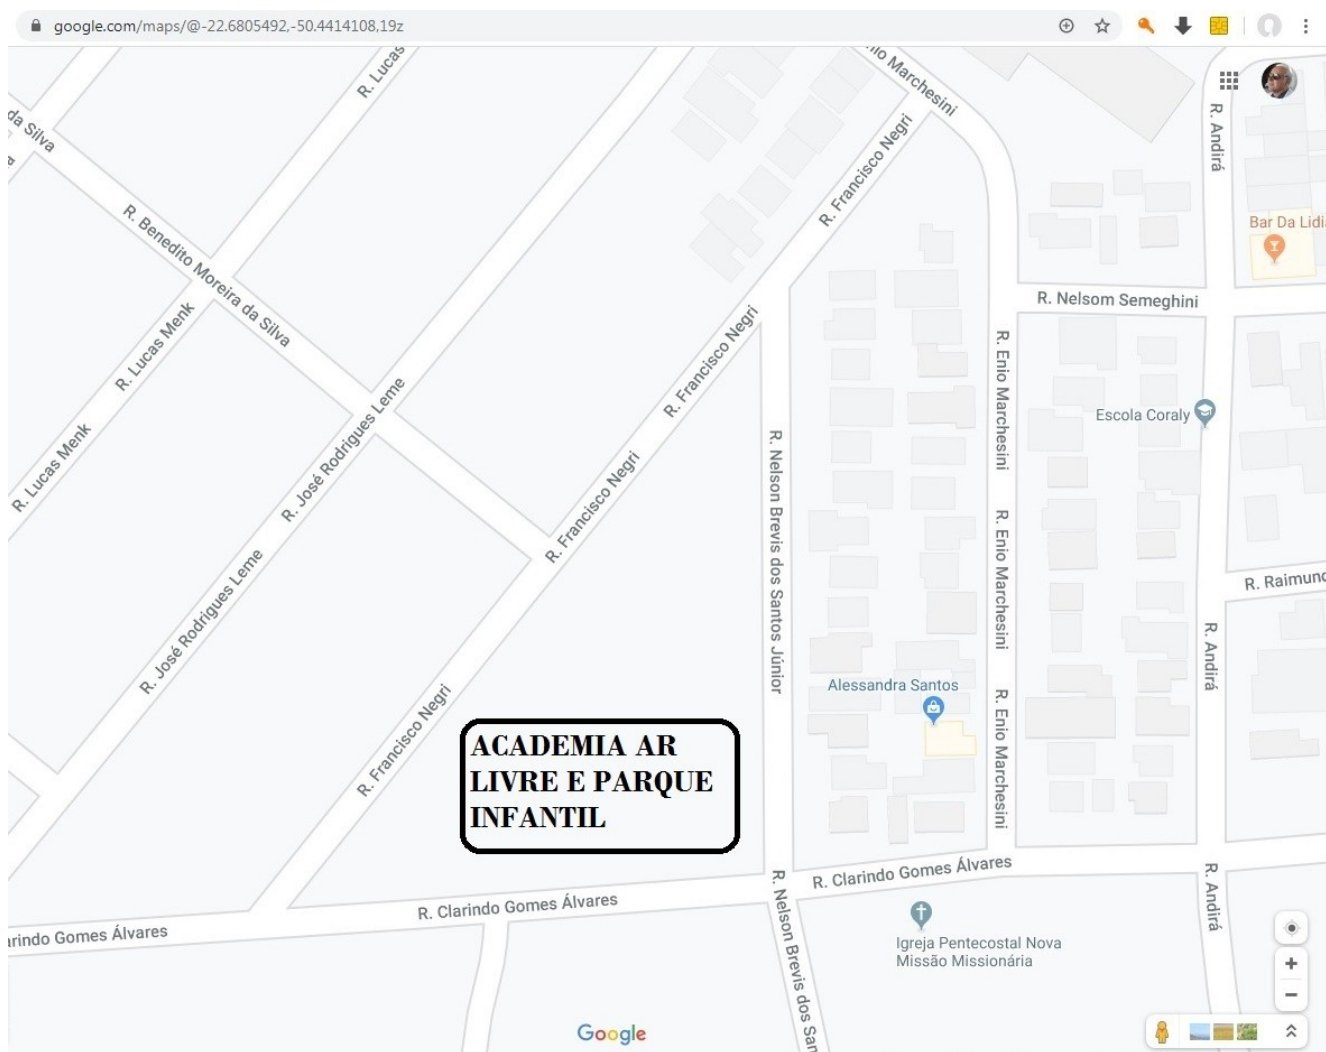 google.com/maps/@-22.6805492,-50.4414108,19z
R. Lucas
nio Marchesini
R. Andirá
da Silva
R. Francisco Negri
R. Benedito Moreira da Silva
Bar Da Lidi
R. Nelsom Semeghini
R. Lucas Menk
R. Francisco Negri
R. Enio Marchesini
R. José Rodrigues Leme
Escola Coraly
R. Lucas Menk
R. Nelson Brevis dos Santos Júnior
R. Francisco Negri
R. Enio Marchesini
R. Raimund
R. José Rodrigues Leme
R. Andirá
Alessandra Santos
R. Francisco Negri
R. Enio Marchesini
ACADEMIA AR
LIVRE E PARQUE
INFANTIL
R. Clarindo Gomes Álvares
R. Andirá
R. Clarindo Gomes Álvares
arindo Gomes Álvares
R. Nelson Brevis dos San
Igreja Pentecostal Nova
Missão Missionária
Google